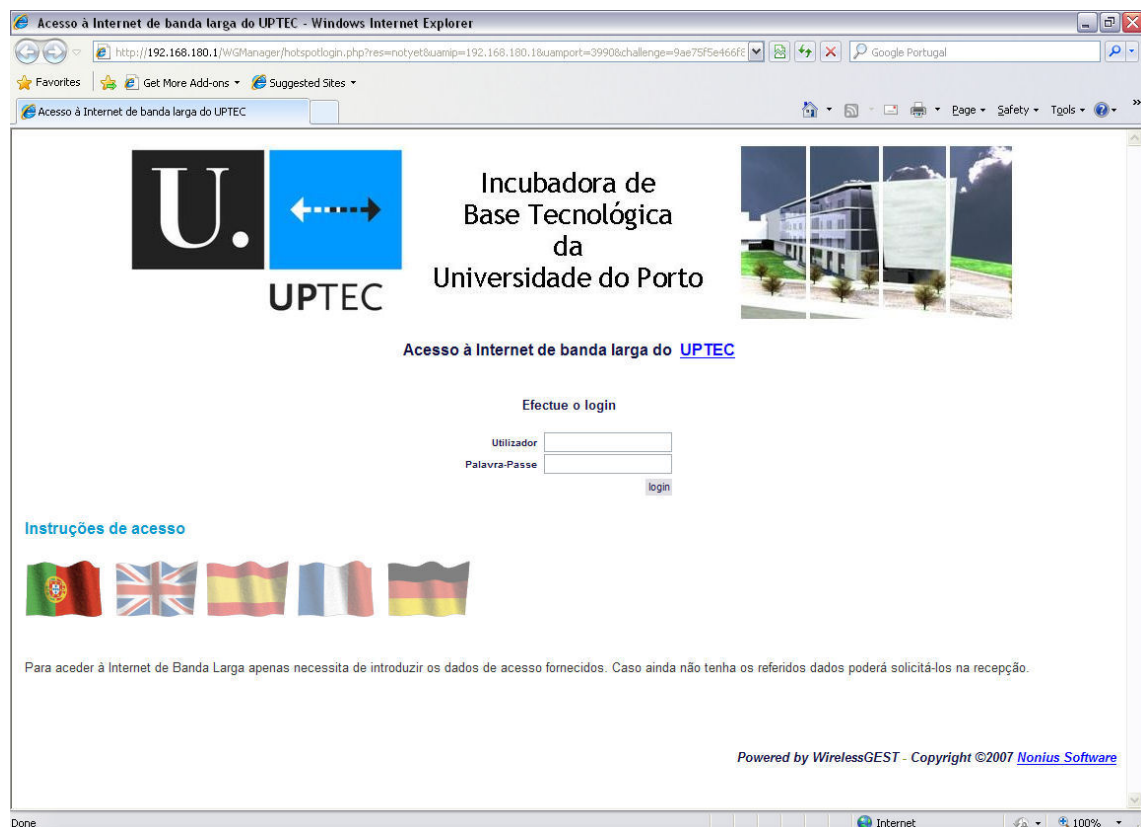 Acesso à Internet de banda larga do UPTEC - Windows Internet Explorer
http://192.168.180.1/WGManager/hotspotlogin.php?res=notyet&uamip=192.168.180.1&uamport=3990&challenge=9ae75f5e466f8
Google Portugal
Favorites Get More Add-ons Suggested Sites
Acesso à Internet de banda larga do UPTEC
Page Safety Tools »
U.
UPTEC
Incubadora de
Base Tecnológica
da
Universidade do Porto
Acesso à Internet de banda larga do UPTEC
Efectue o login
Utilizador
Palavra-Passe
login
Instruções de acesso
Para aceder à Internet de Banda Larga apenas necessita de introduzir os dados de acesso fornecidos. Caso ainda não tenha os referidos dados poderá solicitá-los na recepção.
Powered by WirelessGEST - Copyright ©2007 Nonius Software
Done Internet 100%